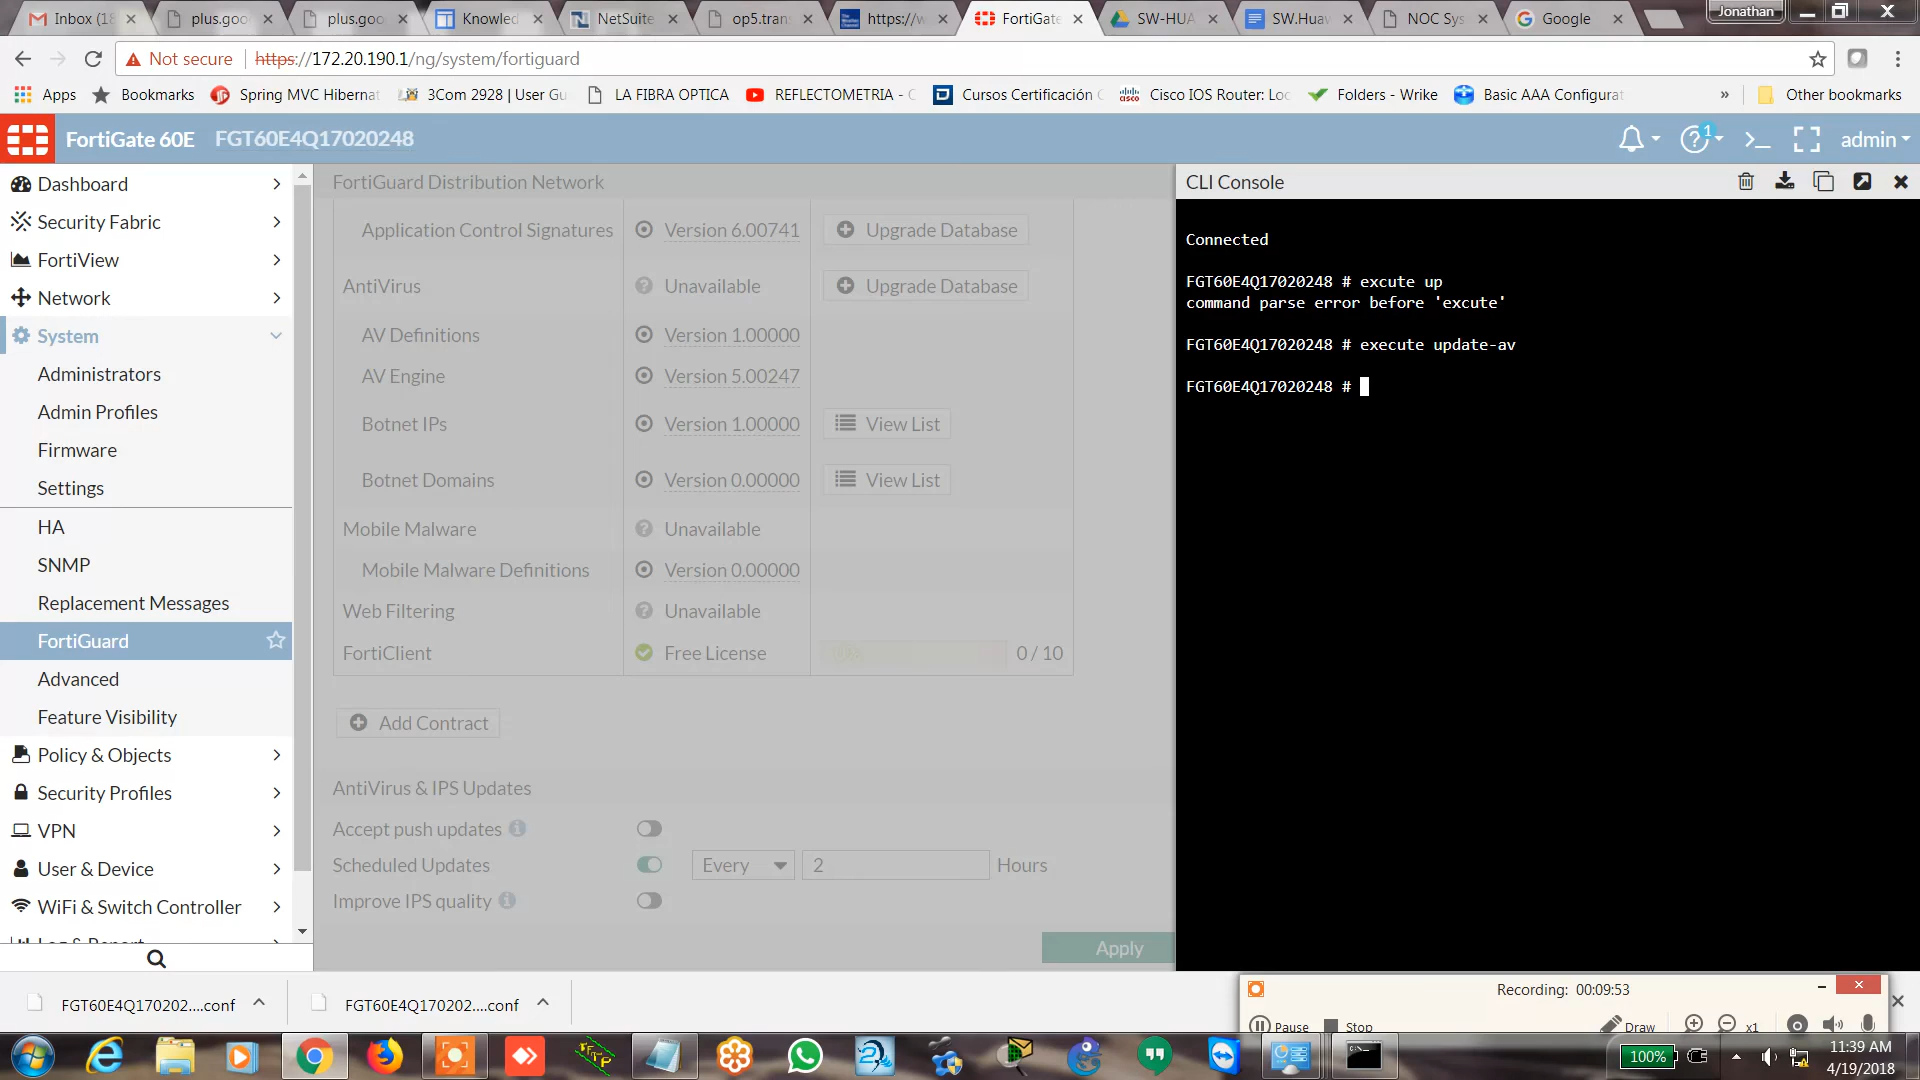 Inbox (18
plus.goo
plus.goo
Knowled
NetSuite
op5.tran
https://w
FortiGate
SW-HUA
SW.Huaw
NOC Sys
Google
Jonathan
Not secure
https://172.20.190.1/ng/system/fortiguard
Apps
Bookmarks
Spring MVC Hibernat
3Com 2928 | User Gu
LA FIBRA OPTICA
REFLECTOMETRIA - C
Cursos Certificación C
Cisco IOS Router: Loc
Folders - Wrike
Basic AAA Configurat
»
Other bookmarks
FortiGate 60E
FGT60E4Q17020248
1
admin
Dashboard
Security Fabric
FortiView
Network
System
Administrators
Admin Profiles
Firmware
Settings
HA
SNMP
Replacement Messages
FortiGuard
Advanced
Feature Visibility
Policy & Objects
Security Profiles
VPN
User & Device
WiFi & Switch Controller
Log & Report
FortiGuard Distribution Network
Application Control Signatures Version 6.00741 Upgrade Database
AntiVirus Unavailable Upgrade Database
AV Definitions Version 1.00000
AV Engine Version 5.00247
Botnet IPs Version 1.00000 View List
Botnet Domains Version 0.00000 View List
Mobile Malware Unavailable
Mobile Malware Definitions Version 0.00000
Web Filtering Unavailable
FortiClient Free License 0 / 10
Add Contract
AntiVirus & IPS Updates
Accept push updates
Scheduled Updates Every 2 Hours
Improve IPS quality
Apply
CLI Console
Connected
FGT60E4Q17020248 # excute up
command parse error before 'excute'
FGT60E4Q17020248 # execute update-av
FGT60E4Q17020248 #
FGT60E4Q170202....conf
FGT60E4Q170202....conf
Recording: 00:09:53
Pause
Stop
Draw
x1
100%
11:39 AM
4/19/2018